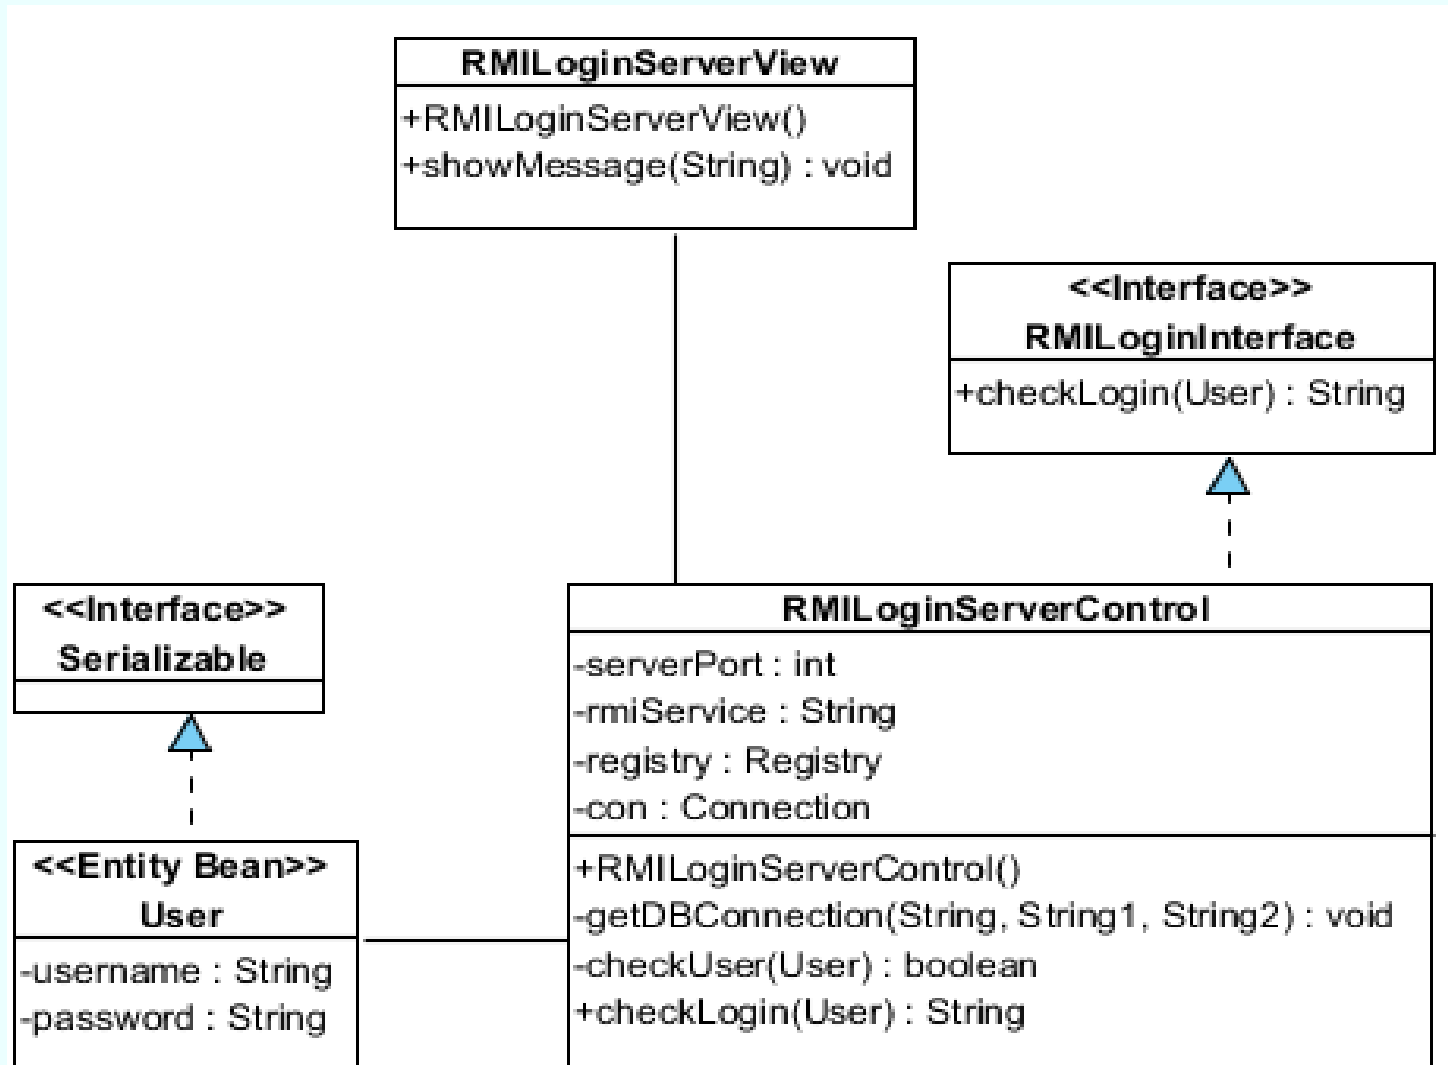 RMILoginServerView
+RMILoginServerView()
+showMessage(String) : void
<<Interface>>
RMILoginInterface
+checkLogin(User) : String
<<Interface>>
Serializable
RMILoginServerControl
-serverPort : int
-rmiService : String
-registry : Registry
-con : Connection
+RMILoginServerControl()
-getDBConnection(String, String1, String2) : void
-checkUser(User) : boolean
+checkLogin(User) : String
<<Entity Bean>>
User
-username : String
-password : String